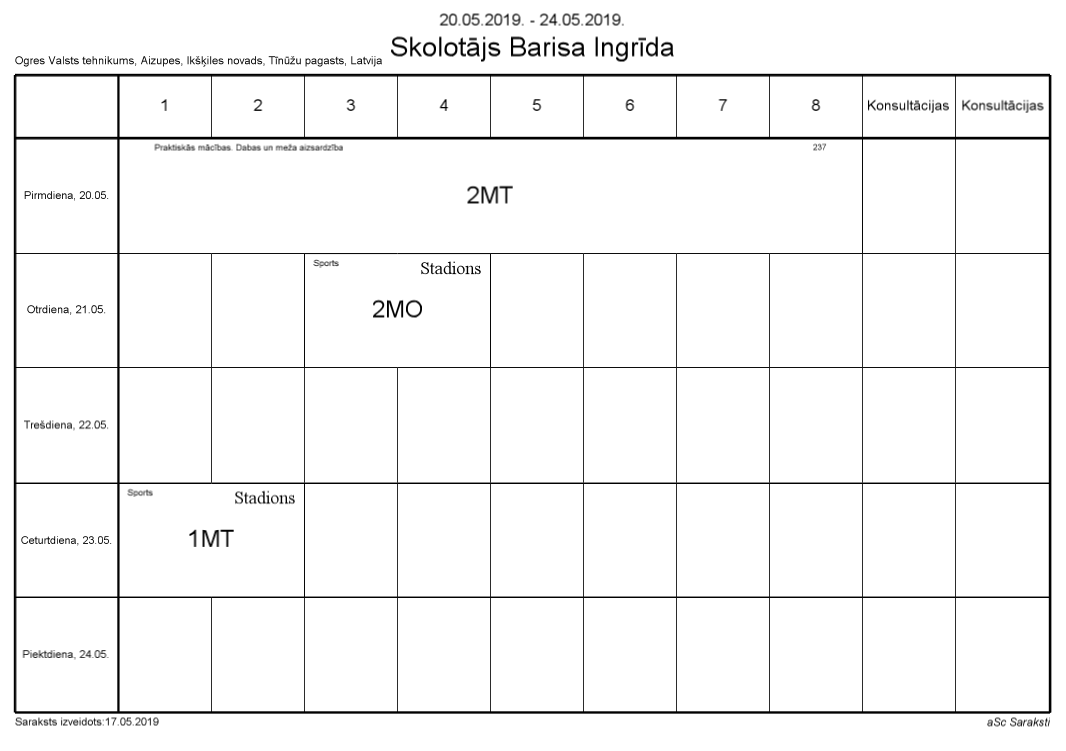 20.05.2019. - 24.05.2019.
Skolotājs Barisa Ingrīda
Ogres Valsts tehnikums, Aizupes, Ikšķiles novads, Tīnūžu pagasts, Latvija
1 2 3 4 5 6 7 8 Konsultācijas Konsultācijas
Praktiskās mācības. Dabas un meža aizsardzība 237
Pirmdiena, 20.05. 2MT
Sports Stadions
Otrdiena, 21.05. 2MO
Trešdiena, 22.05.
Sports Stadions
Ceturtdiena, 23.05. 1MT
Piektdiena, 24.05.
Saraksts izveidots:17.05.2019 aSc Saraksti